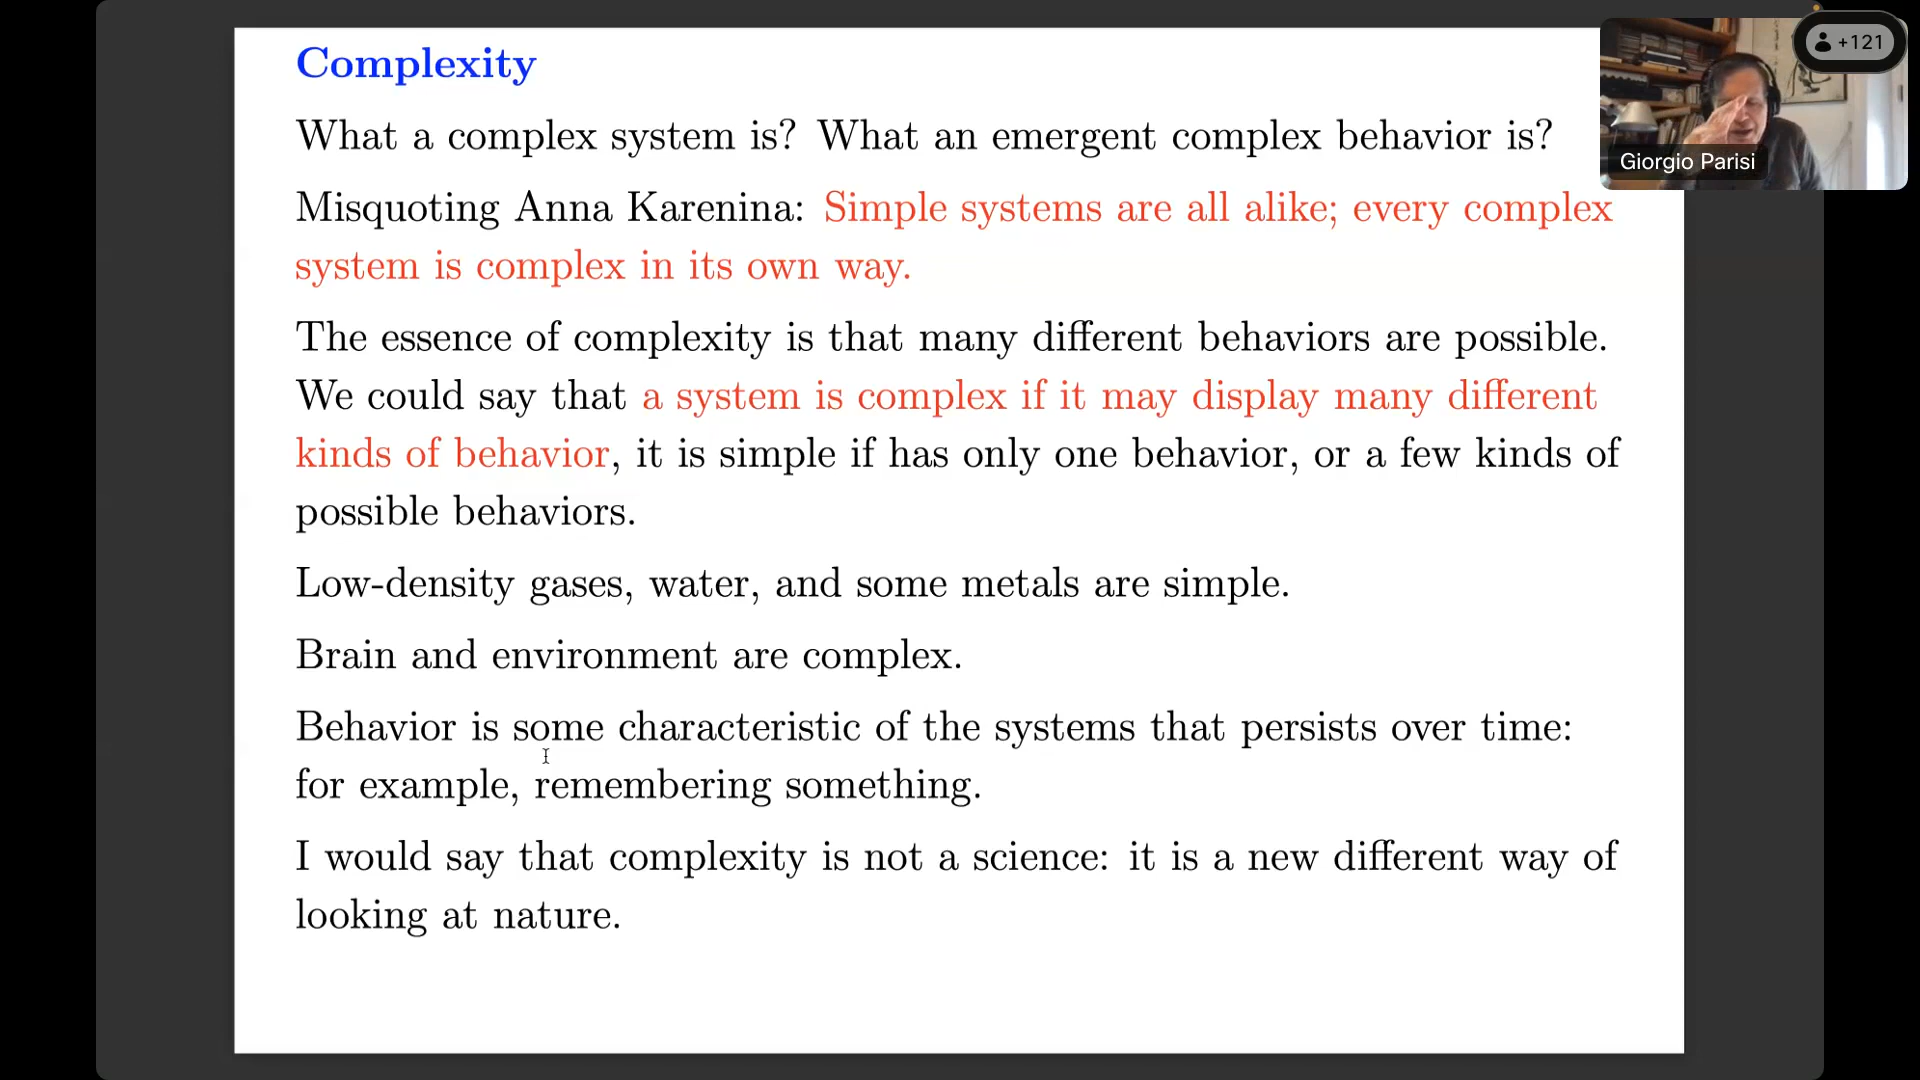 Complexity
+121
What a complex system is? What an emergent complex behavior is?
Giorgio Parisi
Misquoting Anna Karenina: Simple systems are all alike; every complex
system is complex in its own way.
The essence of complexity is that many different behaviors are possible.
We could say that a system is complex if it may display many different
kinds of behavior, it is simple if has only one behavior, or a few kinds of
possible behaviors.
Low-density gases, water, and some metals are simple.
Brain and environment are complex.
Behavior is some characteristic of the systems that persists over time:
for example, remembering something.
I would say that complexity is not a science: it is a new different way of
looking at nature.